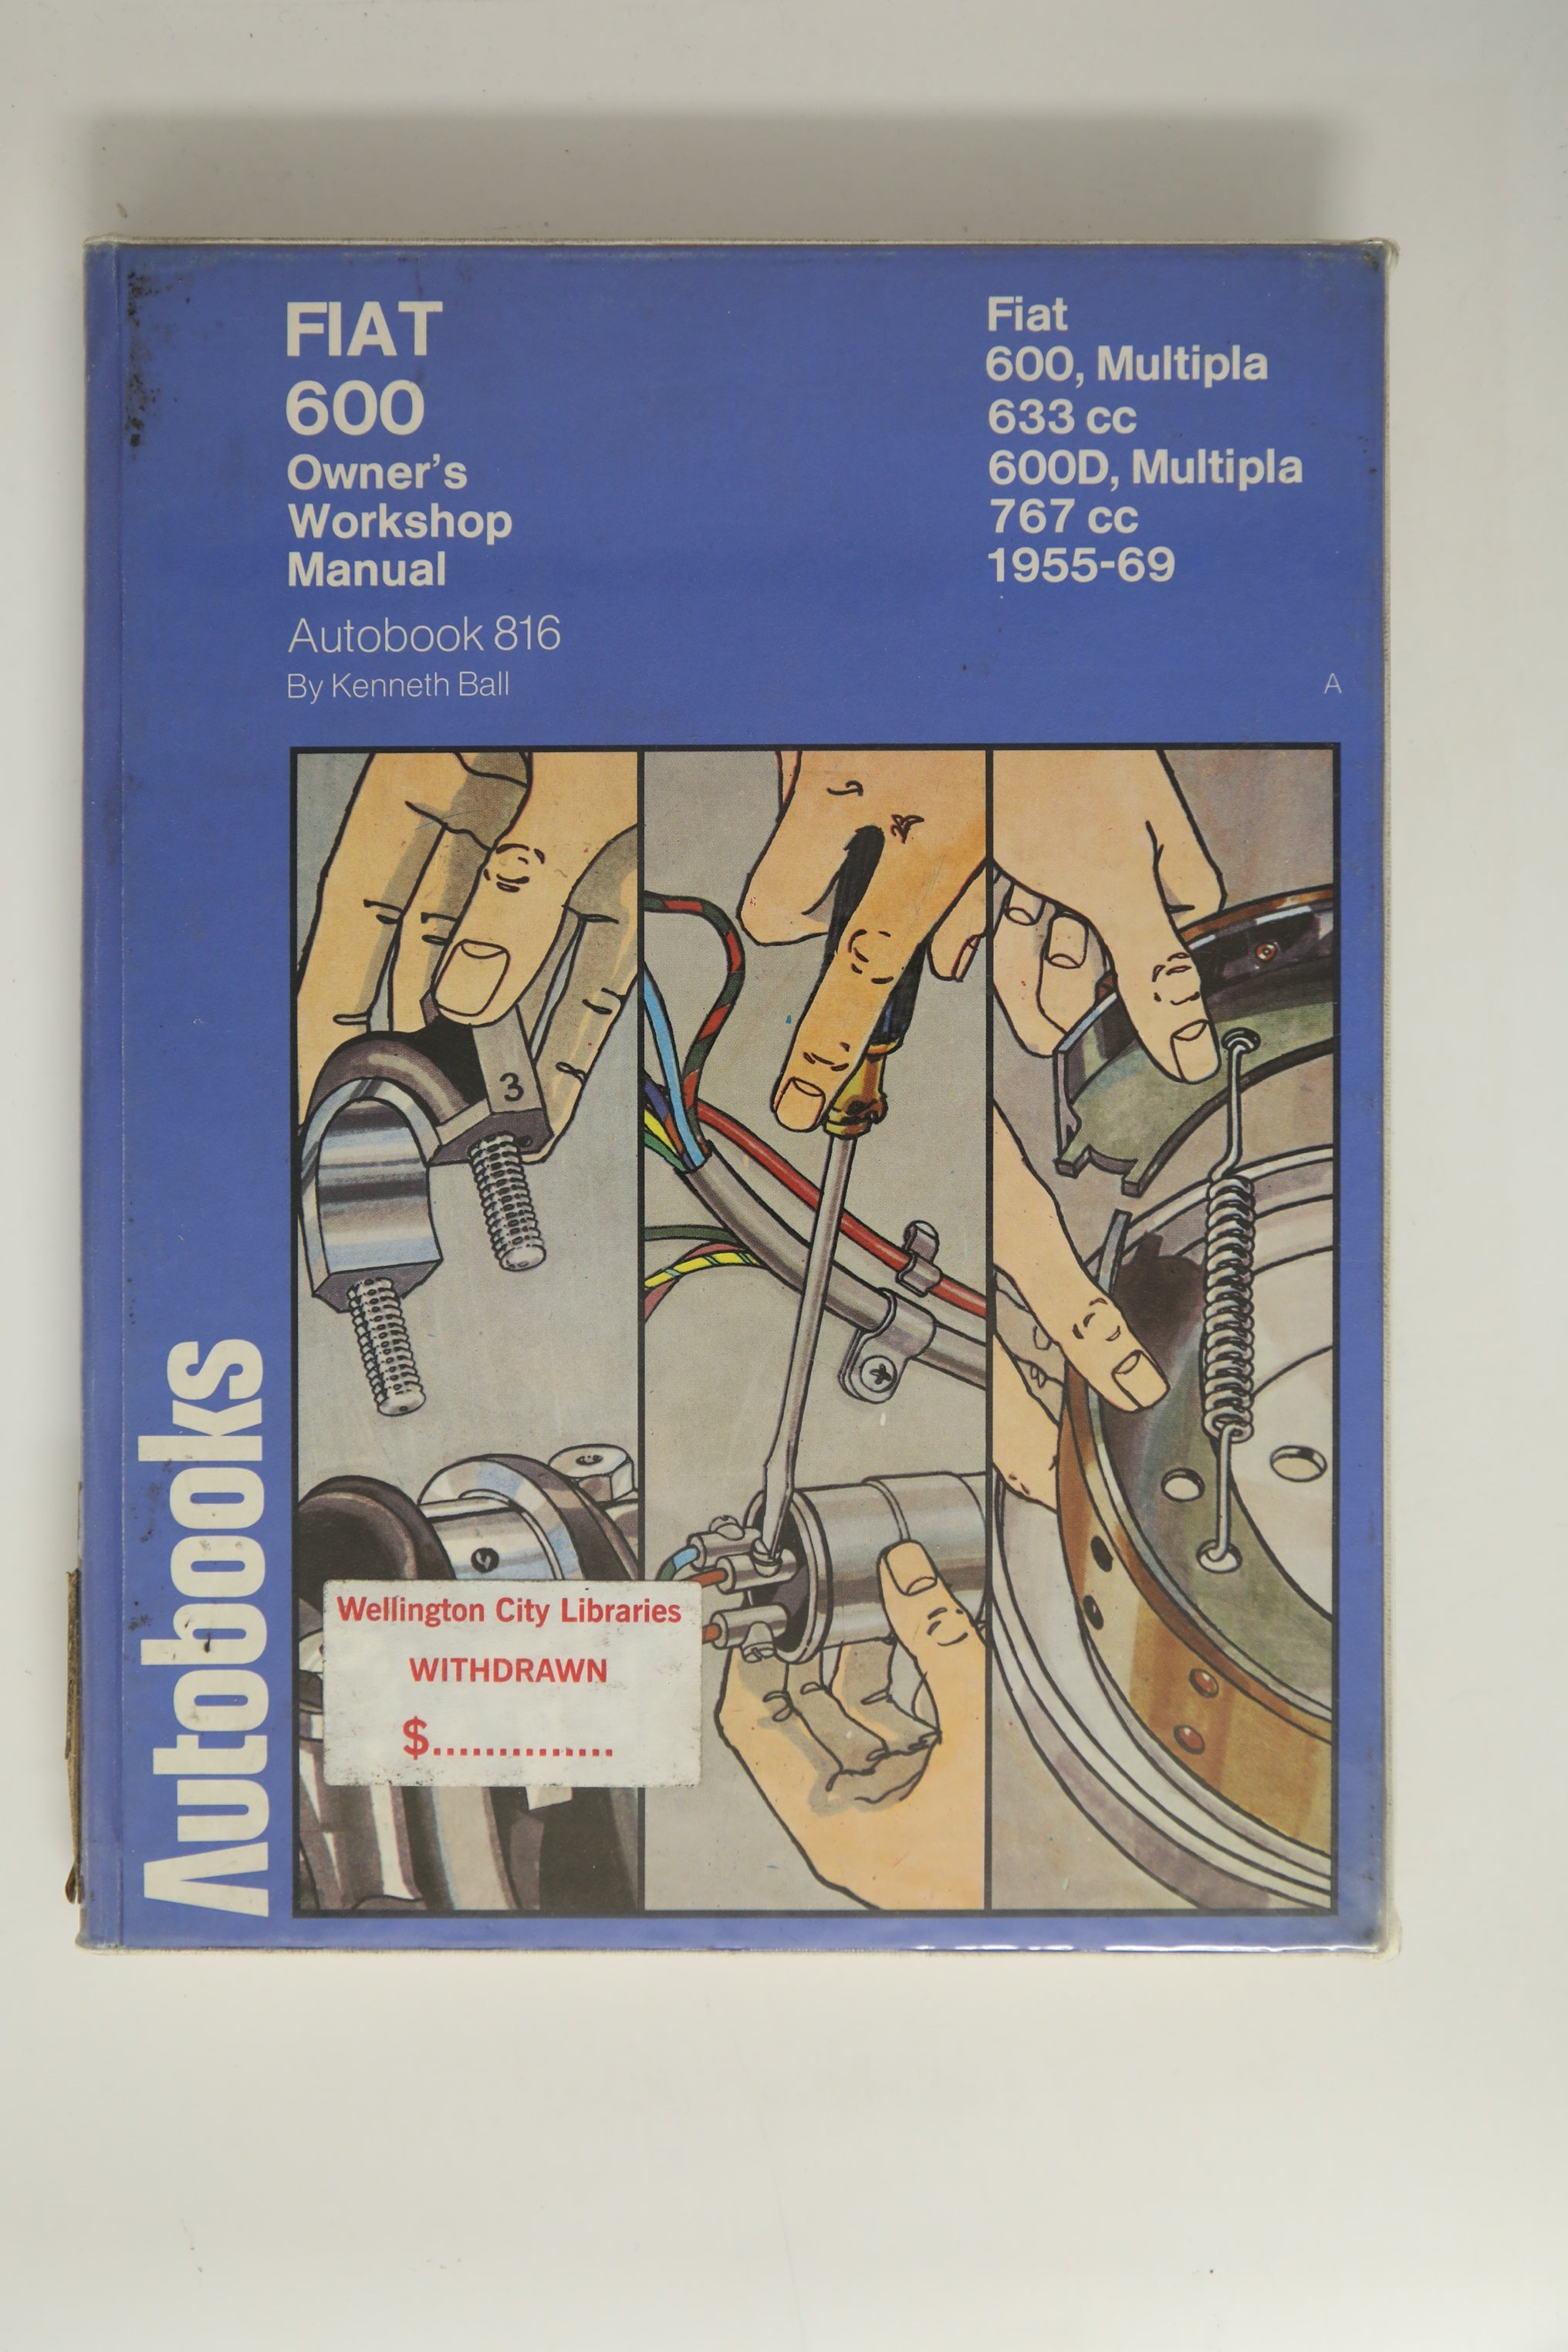 FIAT
600
Owner's
Workshop
Manual
Autobook 816
By Kenneth Ball
Fiat
600, Multipla
633 cc
600D, Multipla
767 cc
1955-69
A
3
Autobooks
Wellington City Libraries
WITHDRAWN
$..............